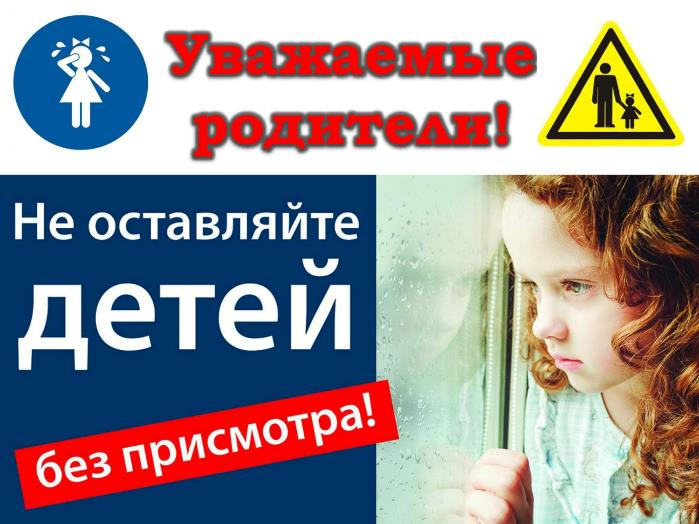 Уважаемые
родители!
Не оставляйте
детей
без присмотра!